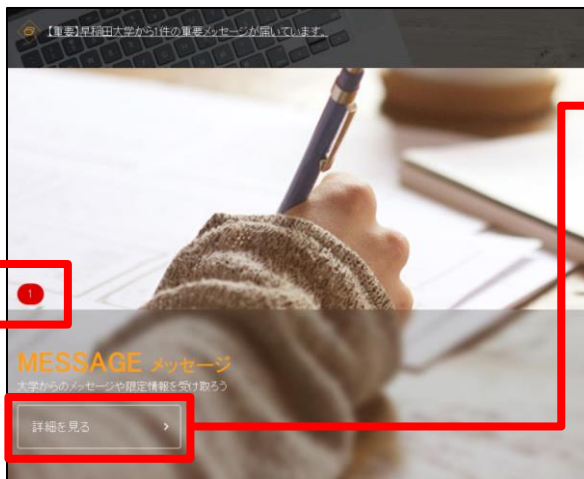 【重要】早稲田大学から1件の重要メッセージが届いています。
1
MESSAGE メッセージ
大学からのメッセージや限定情報を受け取ろう
詳細を見る